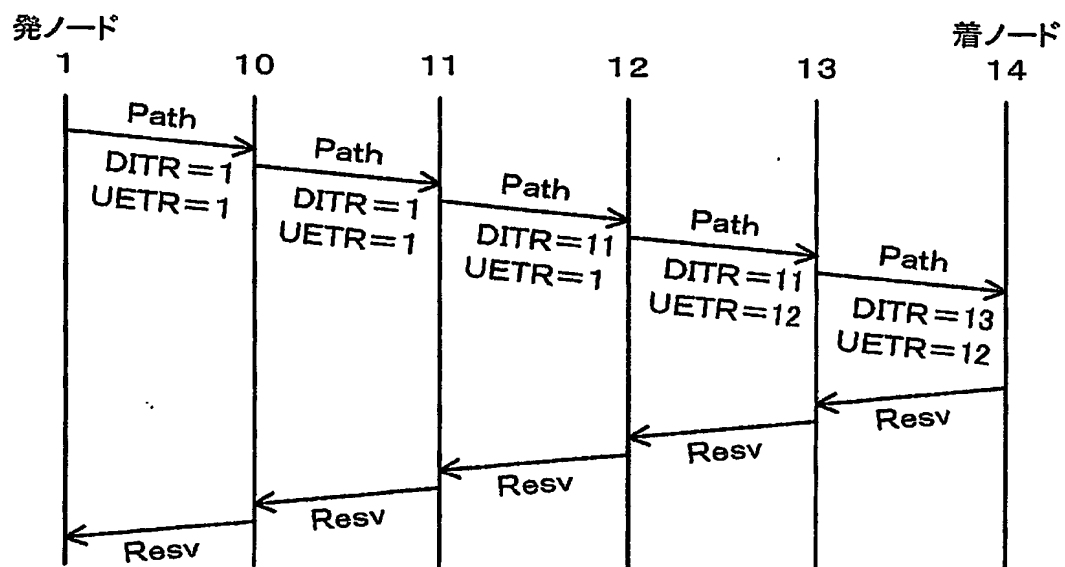 発ノード
着ノード
1
10
11
12
13
14
Path
DITR=1
UETR=1
Path
DITR=1
UETR=1
Path
DITR=11
UETR=1
Path
DITR=11
UETR=12
Path
DITR=13
UETR=12
Resv
Resv
Resv
Resv
Resv